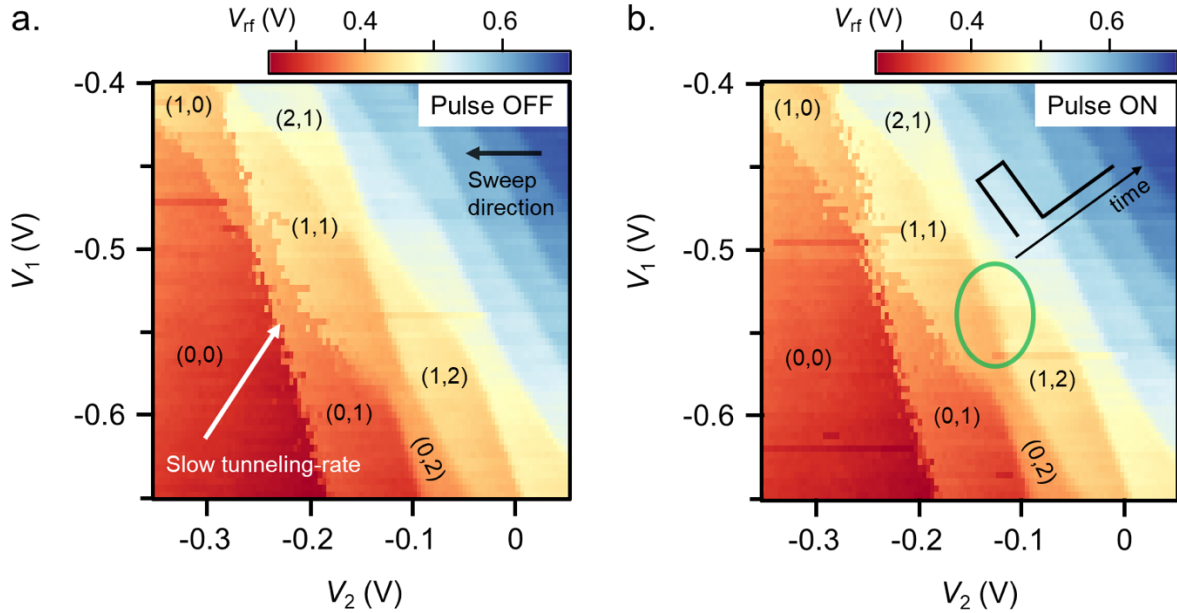 a.
V_rf (V)
0.4
0.6
-0.4
-0.5
-0.6
V_1 (V)
(1,0)
(2,1)
Pulse OFF
Sweep
direction
(1,1)
(0,0)
(1,2)
(0,1)
(0,2)
Slow tunneling-rate
-0.3
-0.2
-0.1
0
V_2 (V)
b.
V_rf (V)
0.4
0.6
-0.4
-0.5
-0.6
V_1 (V)
(1,0)
(2,1)
Pulse ON
time
(1,1)
(0,0)
(1,2)
(0,1)
(0,2)
-0.3
-0.2
-0.1
0
V_2 (V)